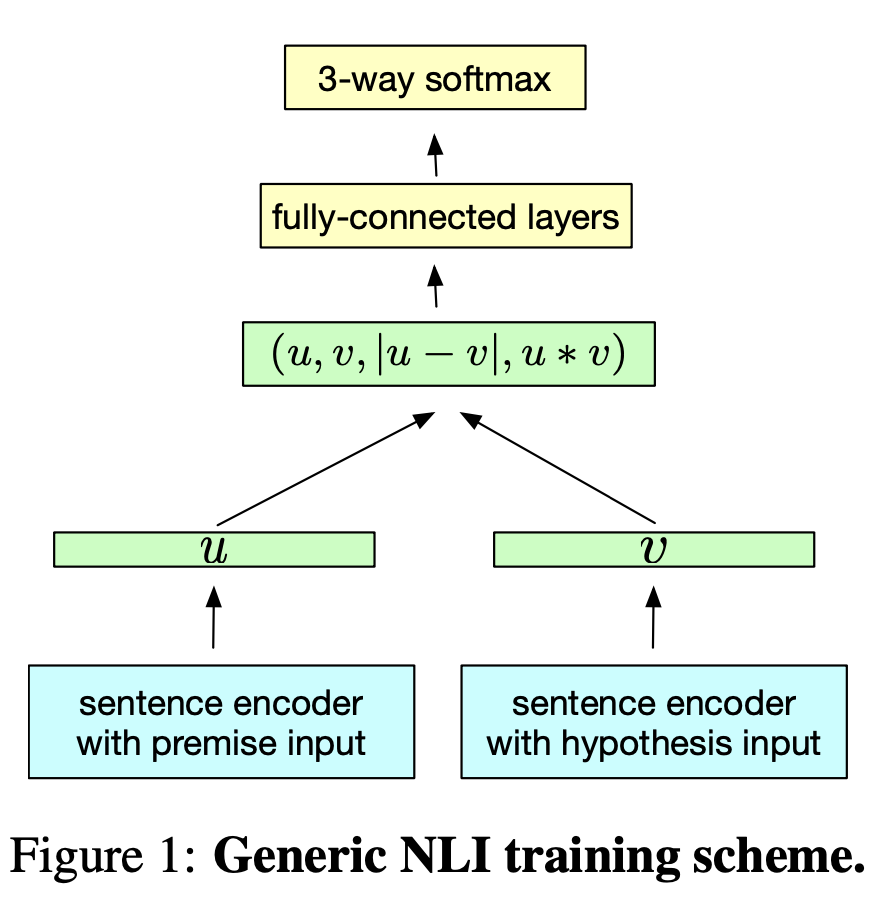 3-way softmax
fully-connected layers
(u, v, |u − v|, u ∗ v)
u
v
sentence encoder
with premise input
sentence encoder
with hypothesis input
Figure 1: Generic NLI training scheme.